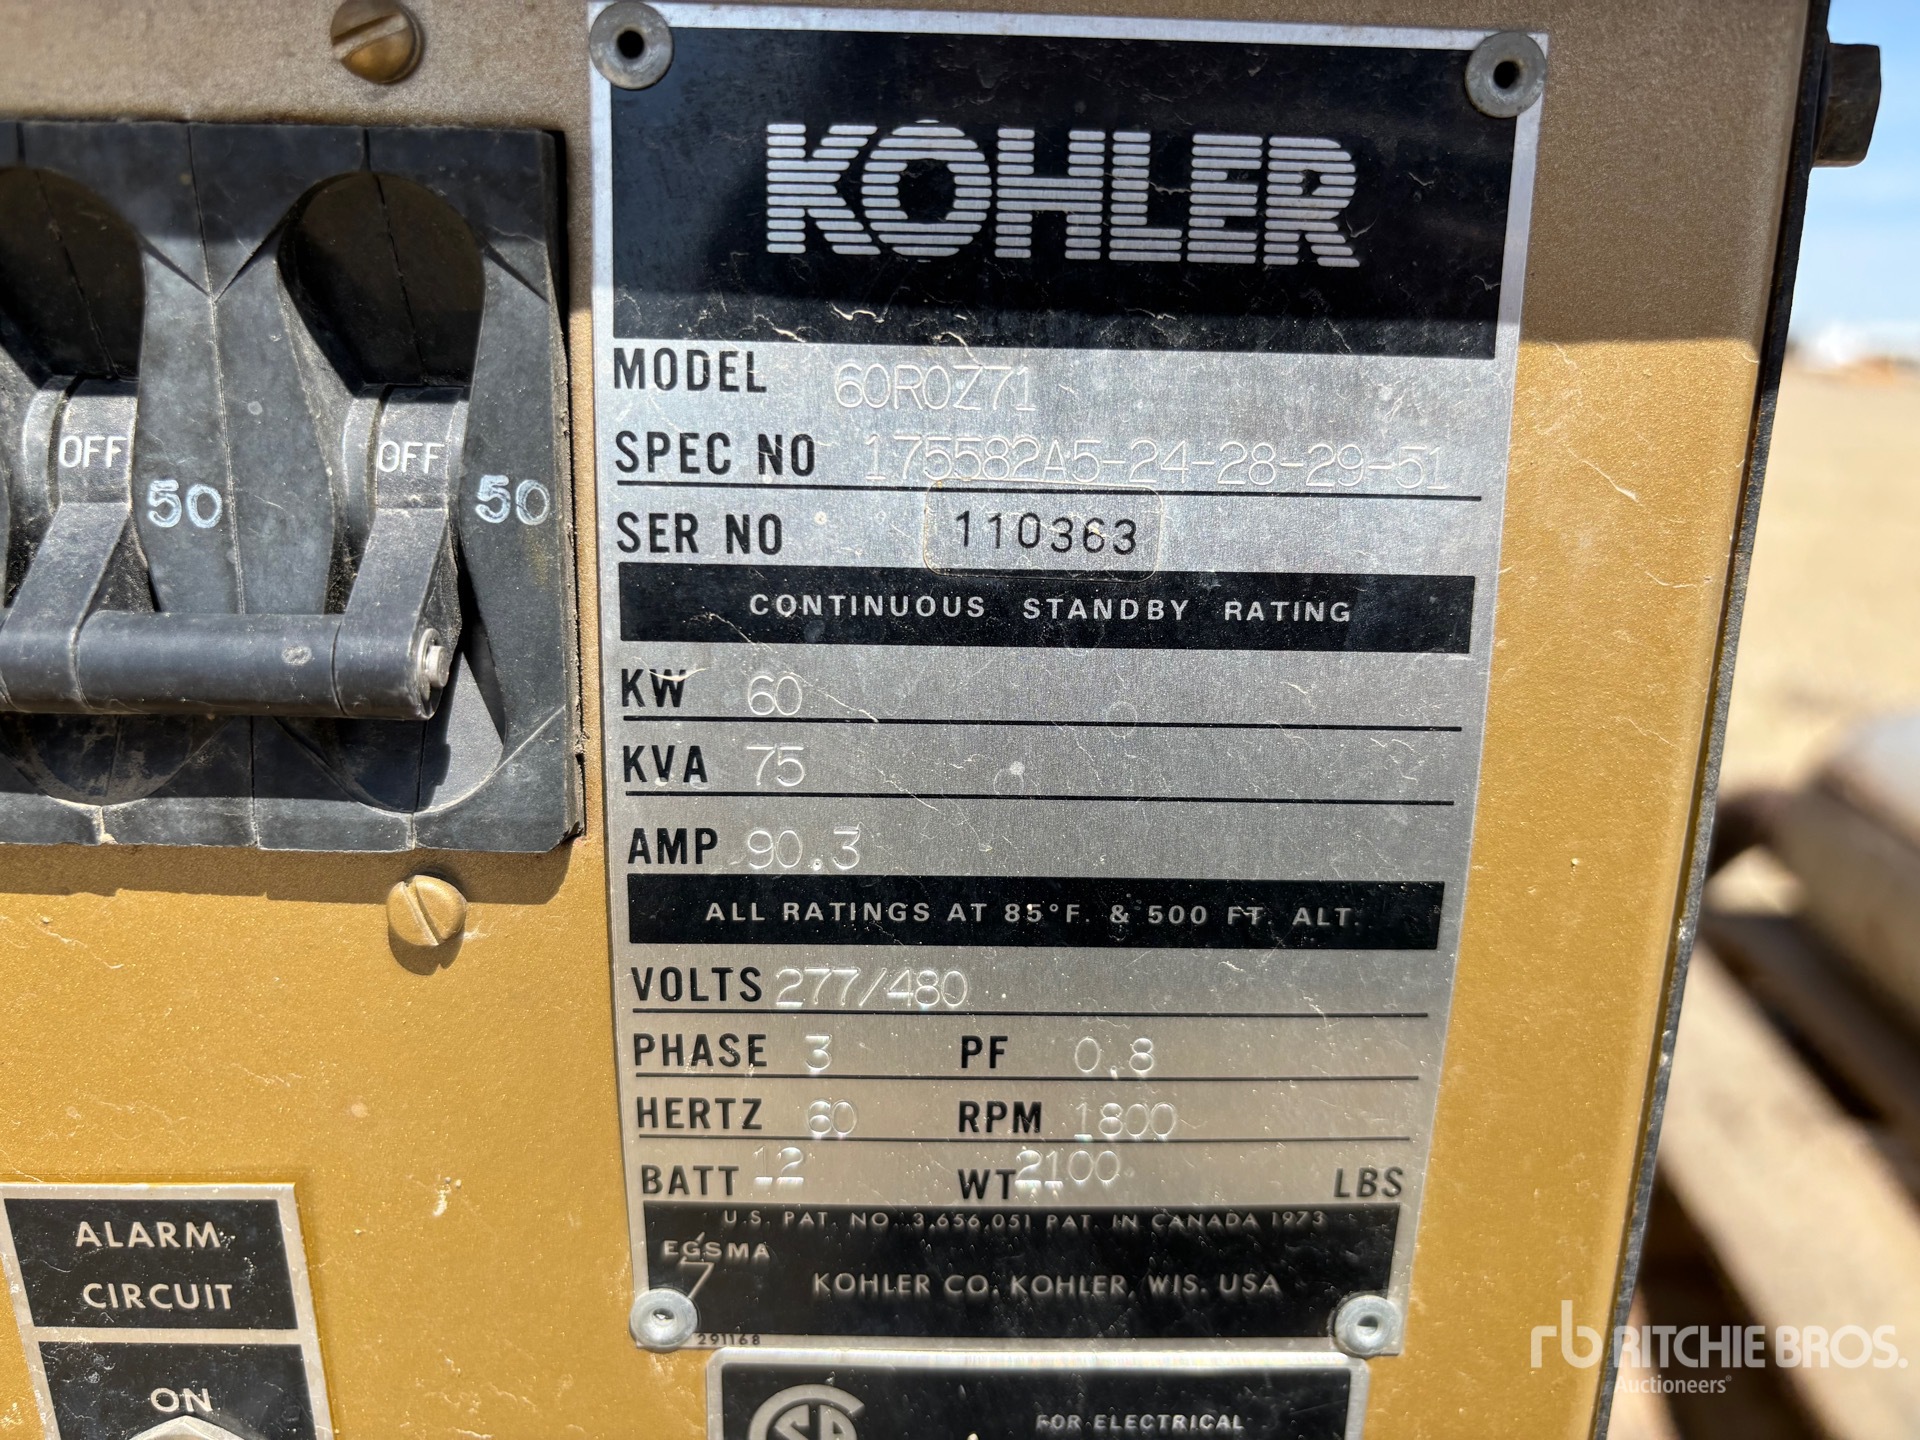 KOHLER
MODEL 60ROZ71
SPEC NO 175582A5-24-28-29-51
SER NO 110363
CONTINUOUS STANDBY RATING
KW 60
KVA 75
AMP 90.3
ALL RATINGS AT 85°F. & 500 FT. ALT.
VOLTS 277/480
PHASE 3 PF 0.8
HERTZ 60 RPM 1800
BATT 12 WT 2100 LBS
U.S. PAT. NO. 3,656,051 PAT. IN CANADA 1973
EGSMA
KOHLER CO. KOHLER, WIS. USA
291168
FOR ELECTRICAL
OFF 50 OFF 50
ALARM
CIRCUIT
ON
rb RITCHIE BROS.
Auctioneers®